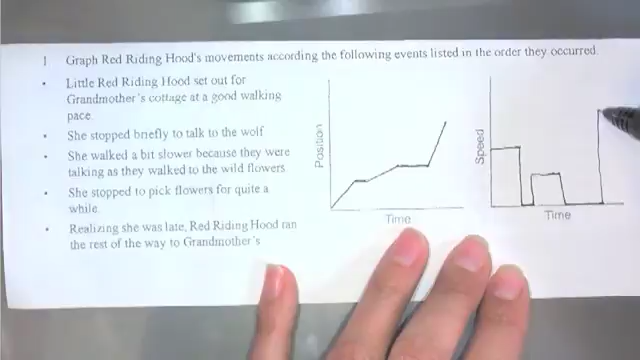 1 Graph Red Riding Hood's movements according the following events listed in the order they occurred.
• Little Red Riding Hood set out for
Grandmother's cottage at a good walking
pace.
• She stopped briefly to talk to the wolf
• She walked a bit slower because they were
talking as they walked to the wild flowers
• She stopped to pick flowers for quite a
while.
• Realizing she was late, Red Riding Hood ran
the rest of the way to Grandmother's
Position
Time
Speed
Time